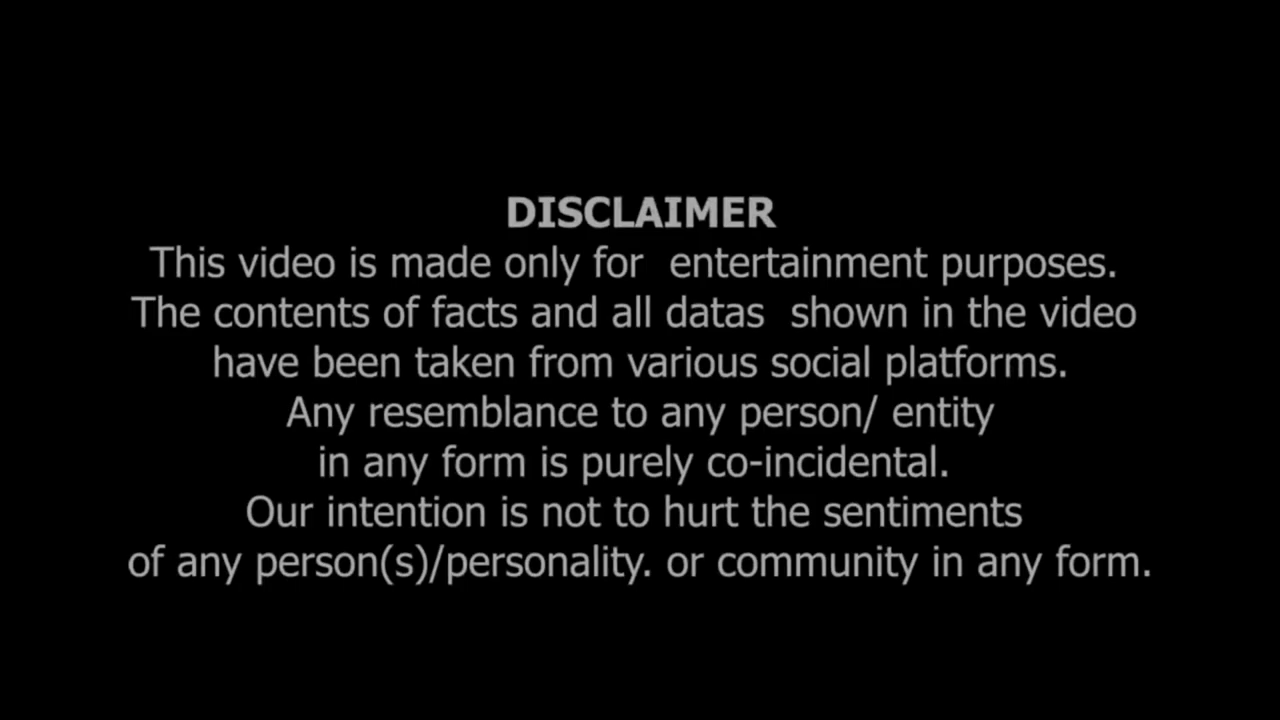 DISCLAIMER
This video is made only for  entertainment purposes.
The contents of facts and all datas  shown in the video
have been taken from various social platforms.
Any resemblance to any person/ entity
in any form is purely co-incidental.
Our intention is not to hurt the sentiments
of any person(s)/personality. or community in any form.